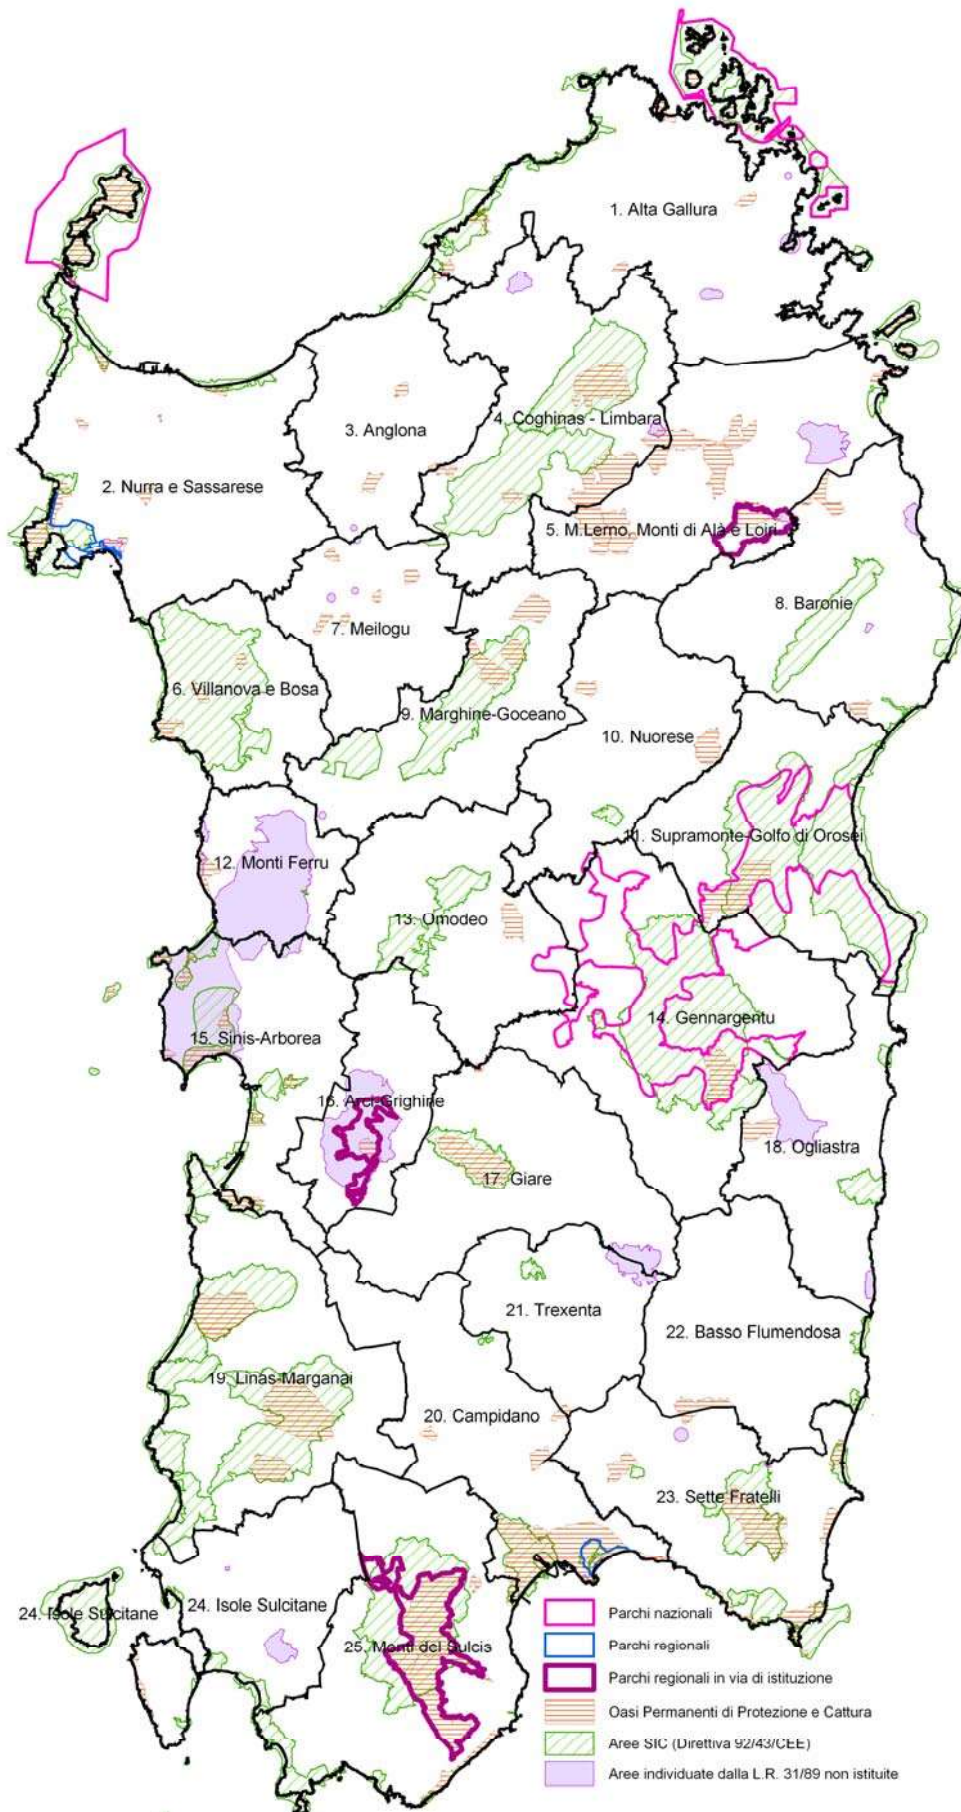 1. Alta Gallura
4. Coghinas - Limbara
3. Anglona
2. Nurra e Sassarese
5. M.Lerno, Monti di Alà e Loiri
8. Baronie
7. Meilogu
6. Villanova e Bosa
9. Marghine-Goceano
10. Nuorese
11. Supramonte-Golfo di Orosei
12. Monti Ferru
13. Omodeo
14. Gennargentu
15. Sinis-Arborea
16. Arci-Grighine
18. Ogliastra
17. Giare
21. Trexenta
22. Basso Flumendosa
19. Linas-Marganai
20. Campidano
23. Sette Fratelli
24. Isole Sulcitane
24. Isole Sulcitane
25. Monti del Sulcis
Parchi nazionali
Parchi regionali
Parchi regionali in via di istituzione
Oasi Permanenti di Protezione e Cattura
Aree SIC (Direttiva 92/43/CEE)
Aree individuate dalla L.R. 31/89 non istituite